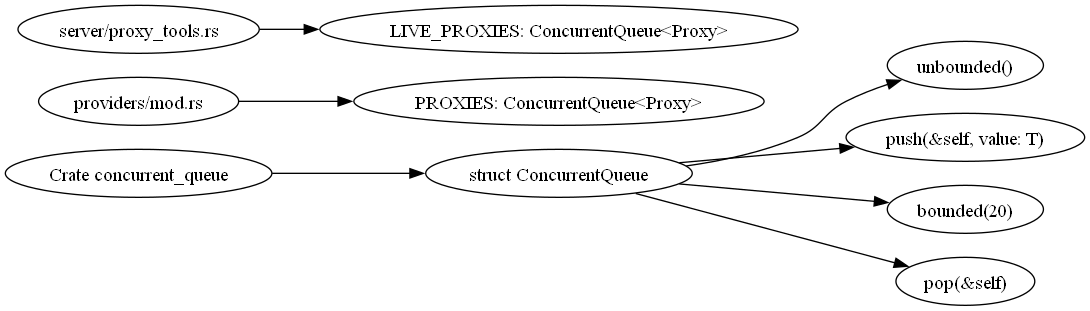 server/proxy_tools.rs
LIVE_PROXIES: ConcurrentQueue<Proxy>
providers/mod.rs
PROXIES: ConcurrentQueue<Proxy>
Crate concurrent_queue
struct ConcurrentQueue
unbounded()
push(&self, value: T)
bounded(20)
pop(&self)